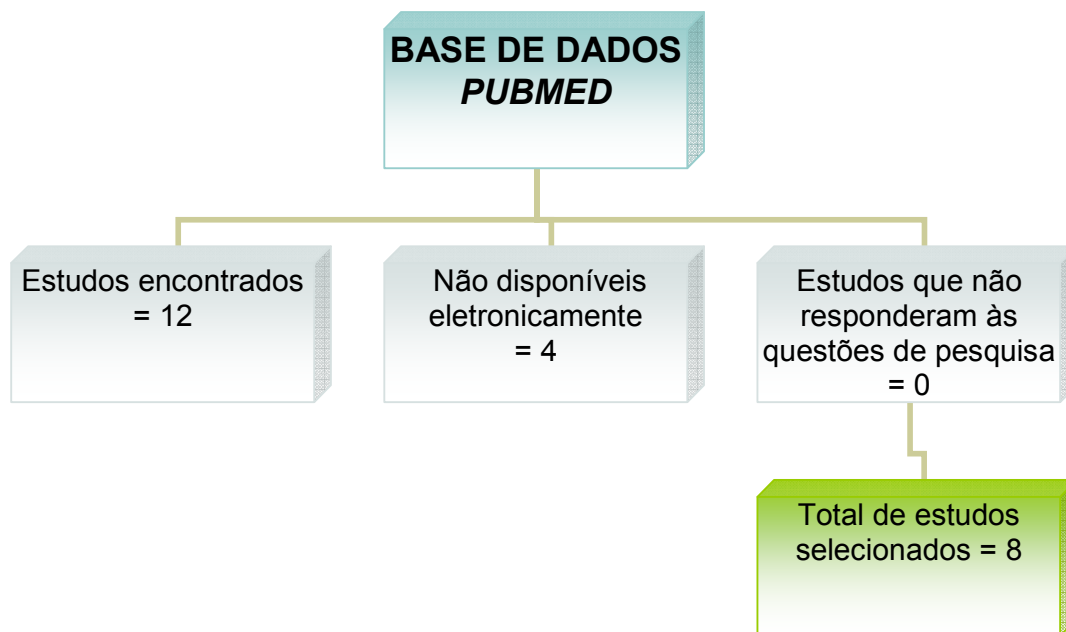 BASE DE DADOS
PUBMED
Estudos encontrados
= 12
Não disponíveis
eletronicamente
= 4
Estudos que não
responderam às
questões de pesquisa
= 0
Total de estudos
selecionados = 8